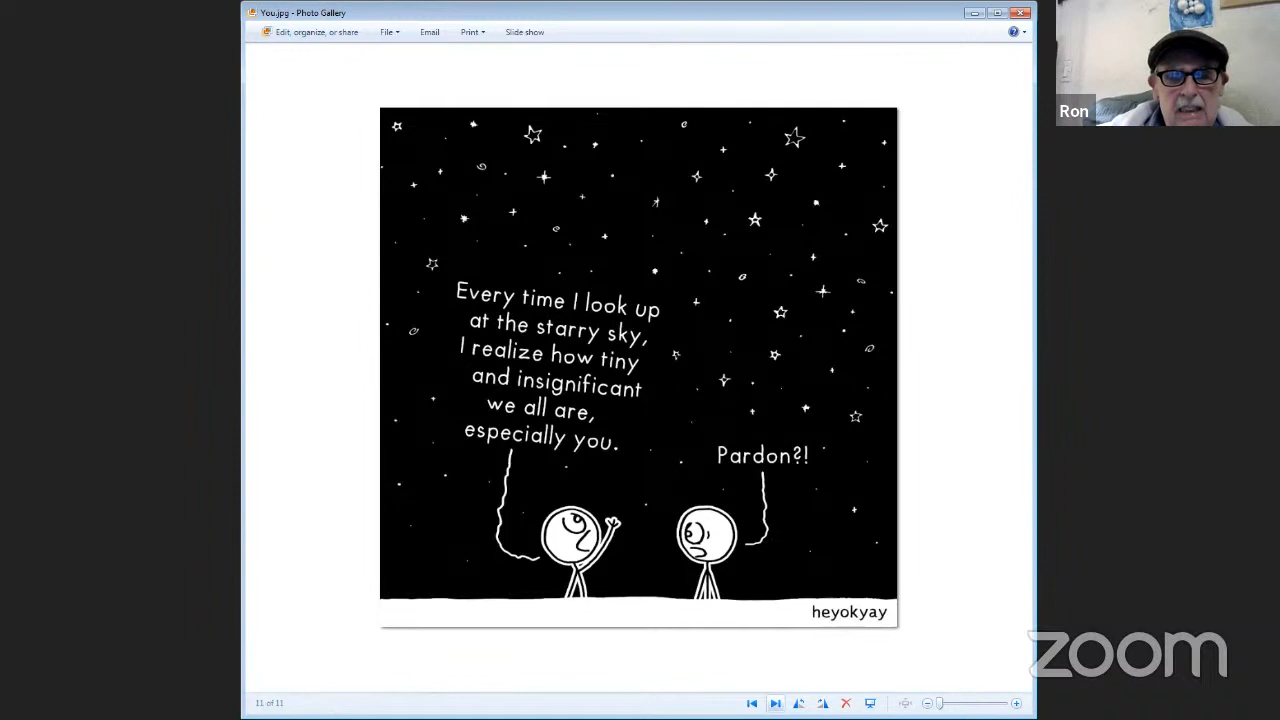 You.jpg - Photo Gallery
Edit, organize, or share File Email Print Slide show
Ron
Every time I look up
at the starry sky,
I realize how tiny
and insignificant
we all are,
especially you.
Pardon?!
heyokyay
zoom
11 of 11